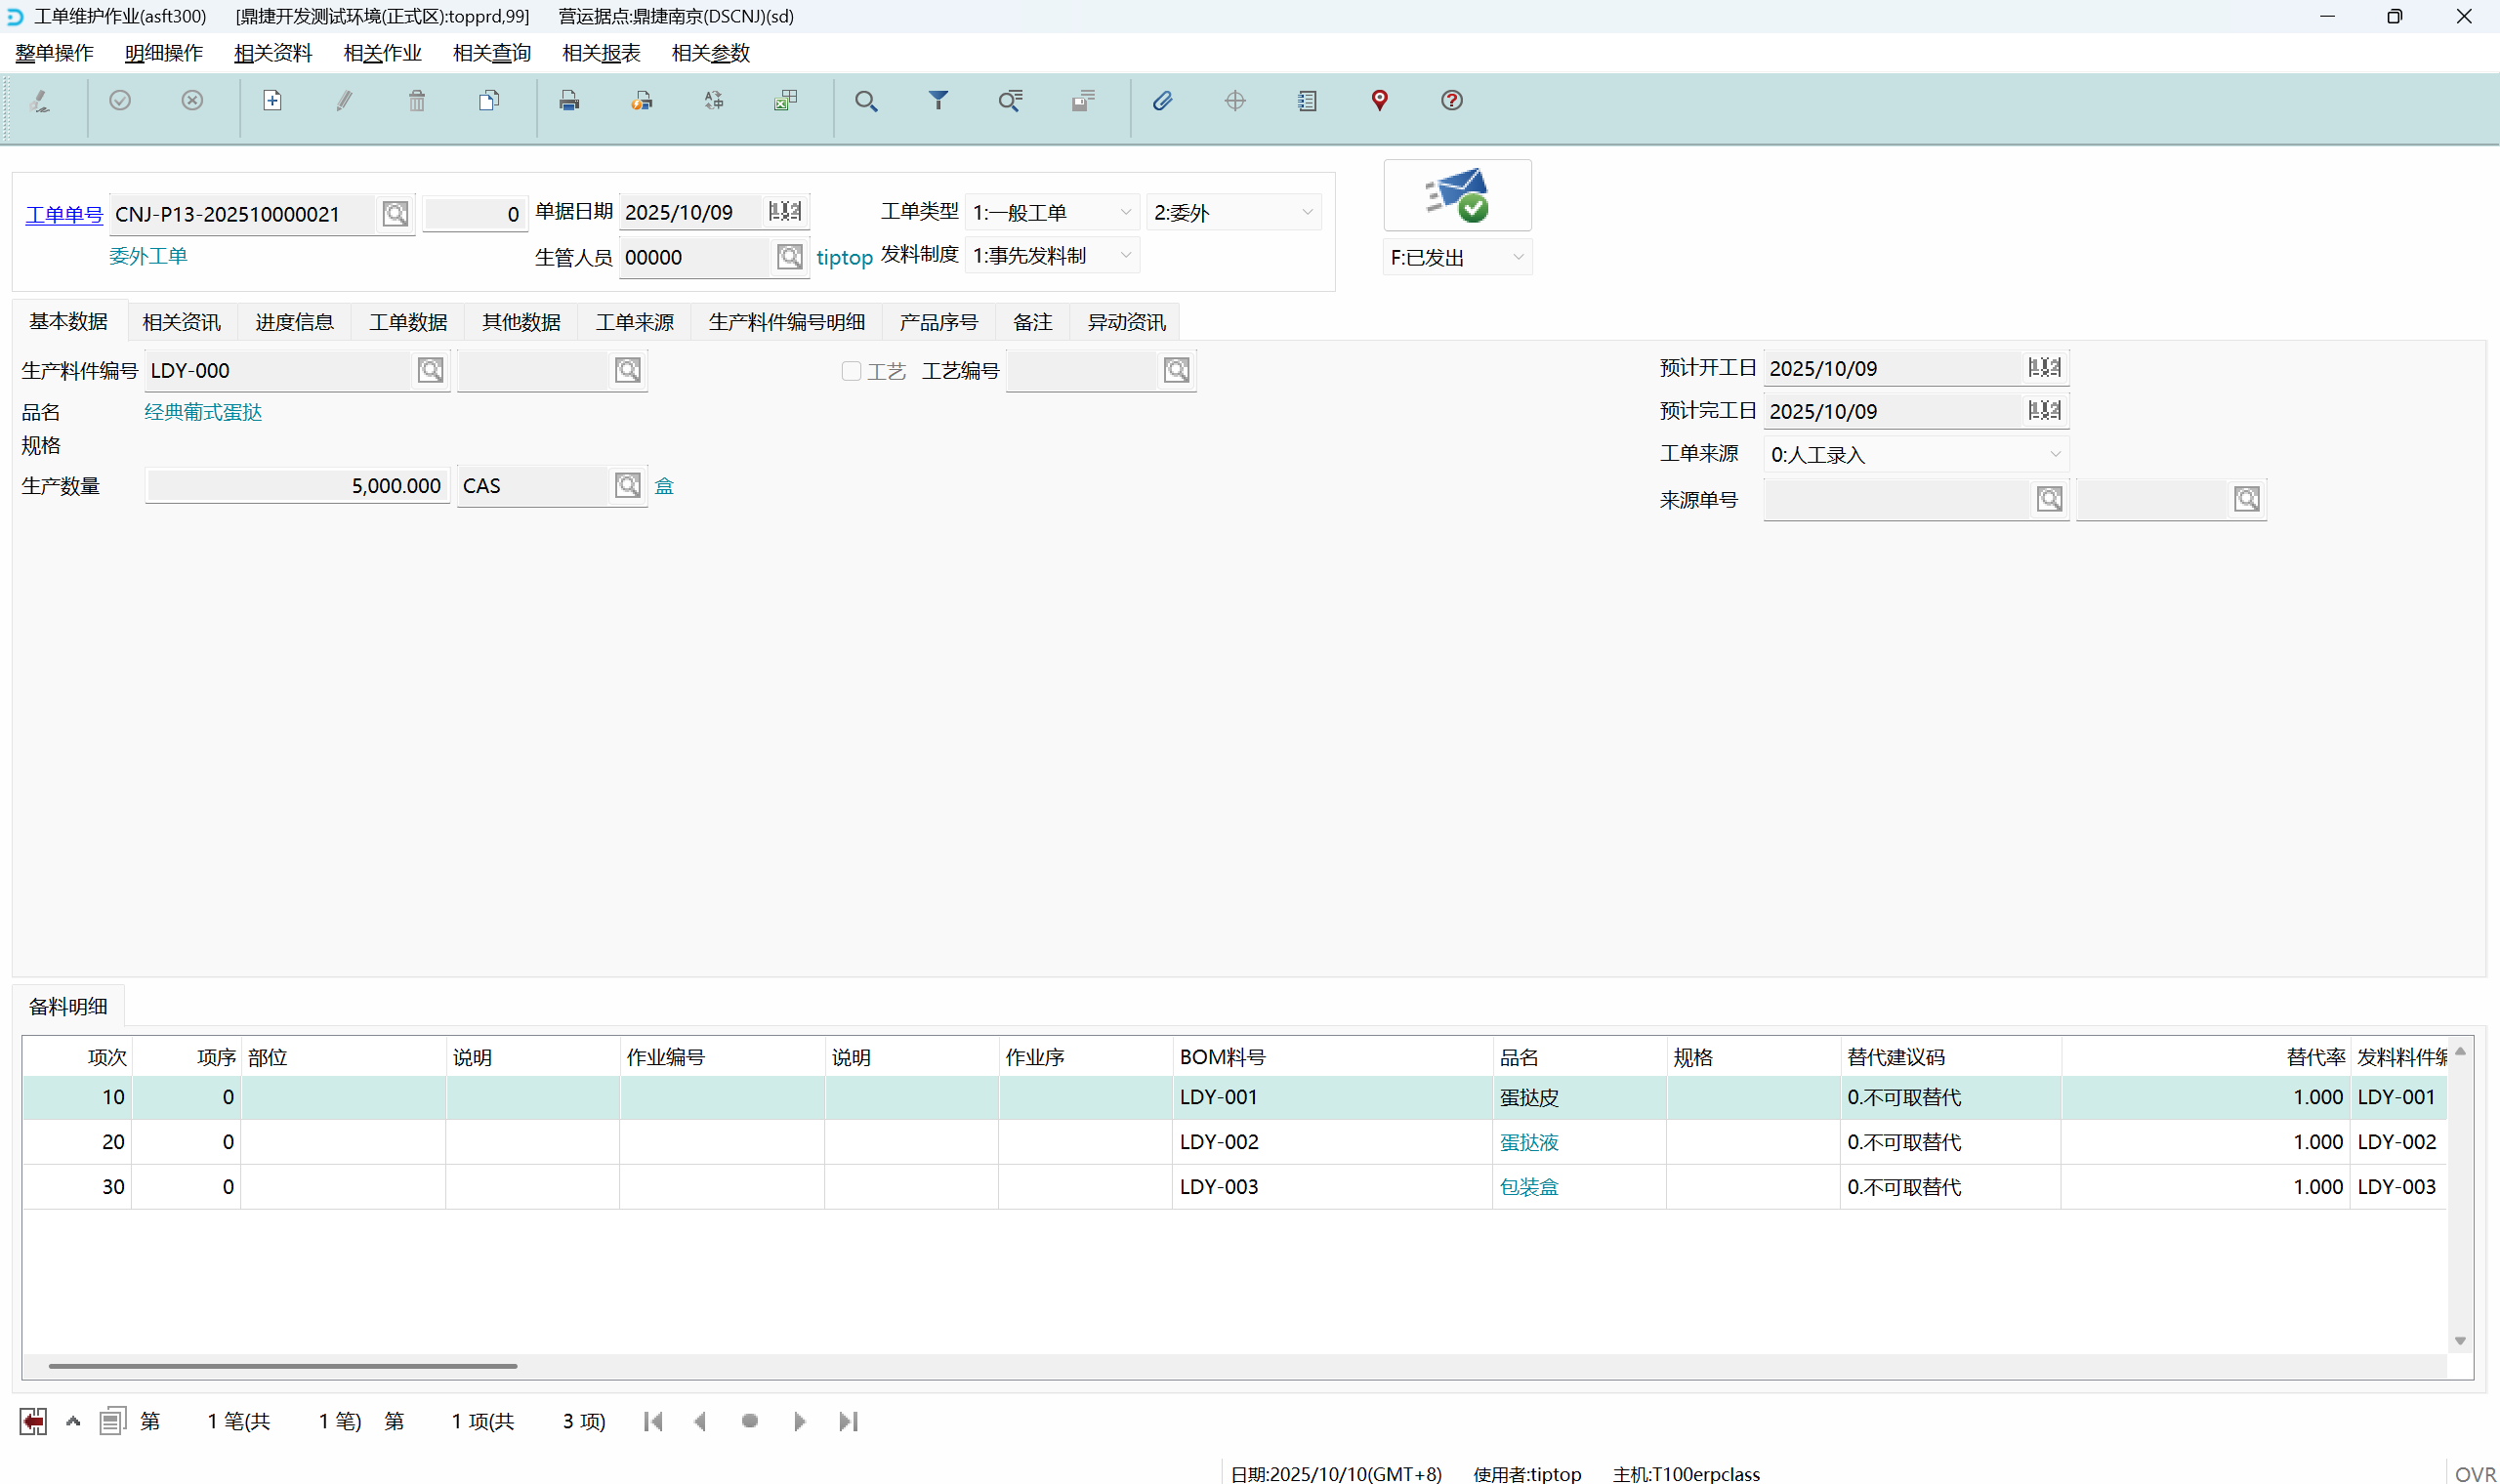 工单维护作业(asft300) [鼎捷开发测试环境(正式区):topprd,99] 营运据点:鼎捷南京(DSCNJ)(sd)
整单操作 明细操作 相关资料 相关作业 相关查询 相关报表 相关参数
工单单号 CNJ-P13-202510000021 0 单据日期 2025/10/09 工单类型 1:一般工单 2:委外
委外工单 生管人员 00000 tiptop 发料制度 1:事先发料制 F:已发出
基本数据 相关资讯 进度信息 工单数据 其他数据 工单来源 生产料件编号明细 产品序号 备注 异动资讯
生产料件编号 LDY-000 工艺 工艺编号 预计开工日 2025/10/09
品名 经典葡式蛋挞 预计完工日 2025/10/09
规格 工单来源 0:人工录入
生产数量 5,000.000 CAS 盒 来源单号
备料明细
项次 项序 部位 说明 作业编号 说明 作业序 BOM料号 品名 规格 替代建议码 替代率 发料料件编
10 0 LDY-001 蛋挞皮 0.不可取替代 1.000 LDY-001
20 0 LDY-002 蛋挞液 0.不可取替代 1.000 LDY-002
30 0 LDY-003 包装盒 0.不可取替代 1.000 LDY-003
第 1 笔(共 1 笔) 第 1 项(共 3 项)
日期:2025/10/10(GMT+8) 使用者:tiptop 主机:T100erpclass OVR